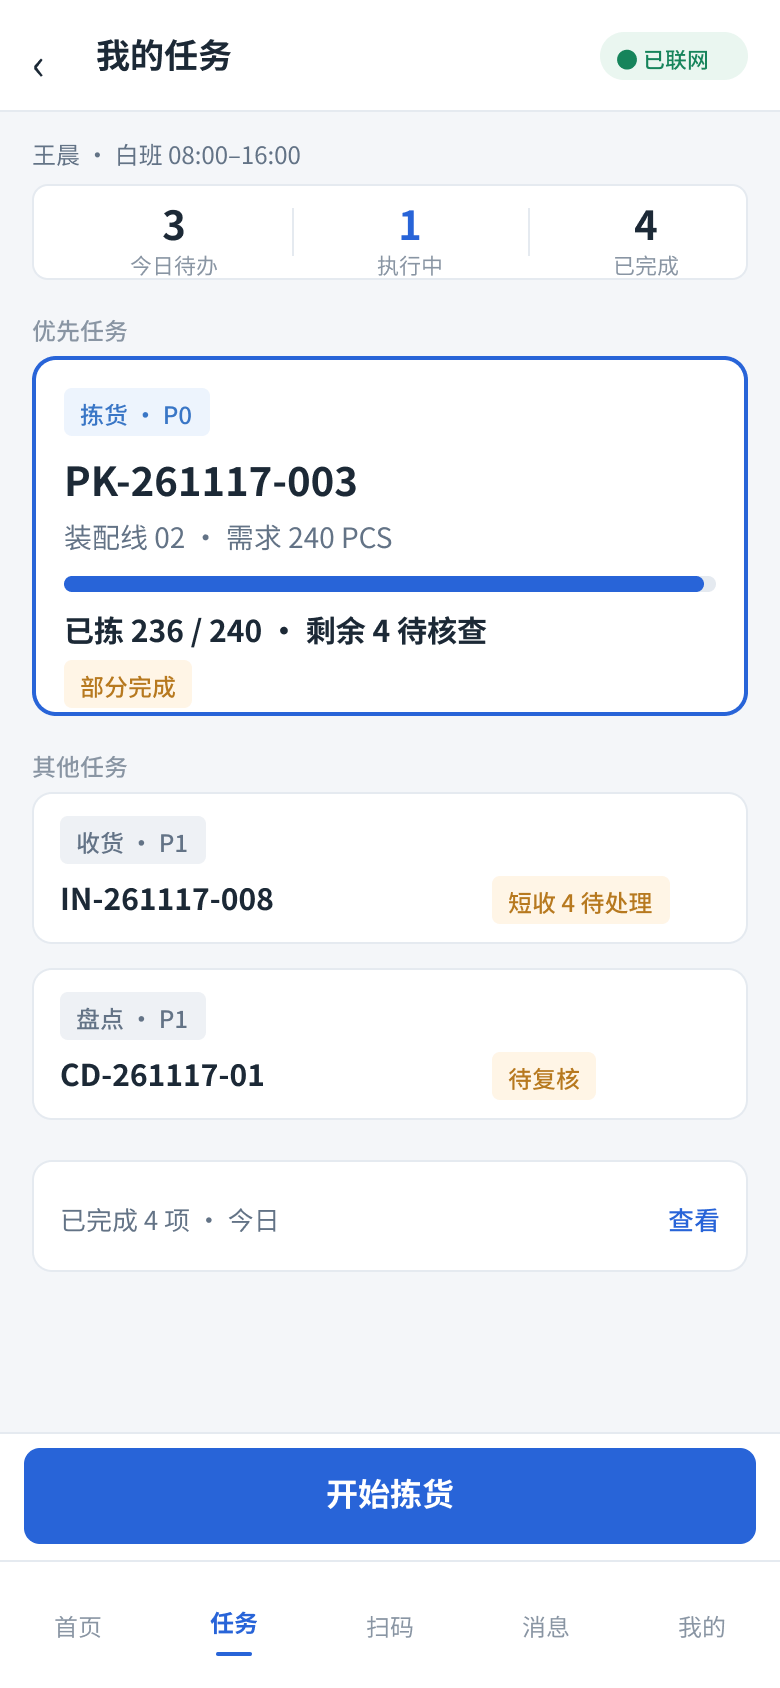 ‹ 我的任务 已联网
王晨 · 白班 08:00–16:00
3 1 4
今日待办 执行中 已完成
优先任务
拣货 · P0
PK-261117-003
装配线 02 · 需求 240 PCS
已拣 236 / 240 · 剩余 4 待核查
部分完成
其他任务
收货 · P1
IN-261117-008 短收 4 待处理
盘点 · P1
CD-261117-01 待复核
已完成 4 项 · 今日 查看
开始拣货
首页 任务 扫码 消息 我的